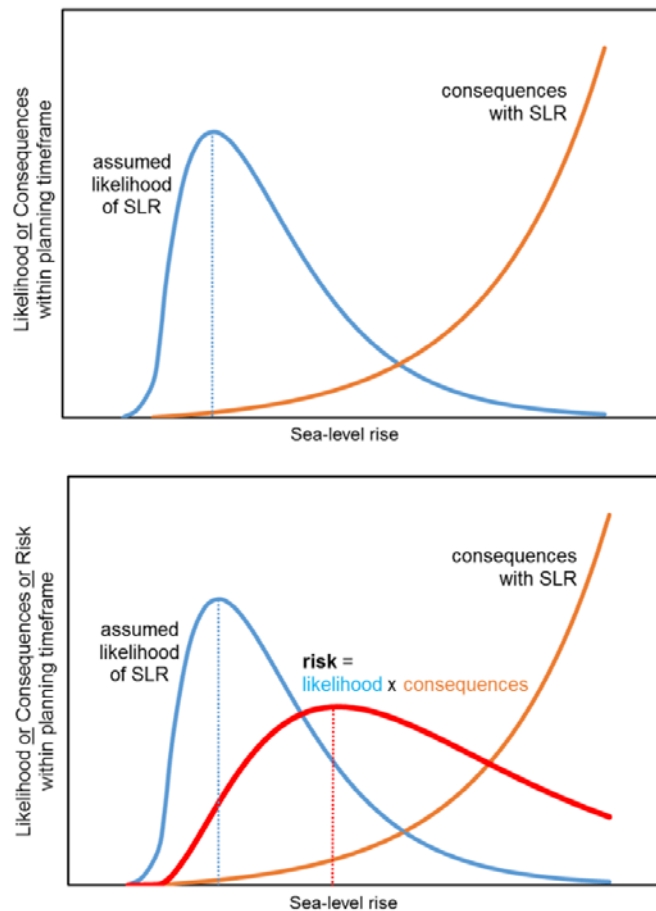 Likelihood or Consequences
within planning timeframe
assumed
likelihood
of SLR
consequences
with SLR
Sea-level rise
Likelihood or Consequences or Risk
within planning timeframe
assumed
likelihood
of SLR
risk =
likelihood x consequences
consequences
with SLR
Sea-level rise